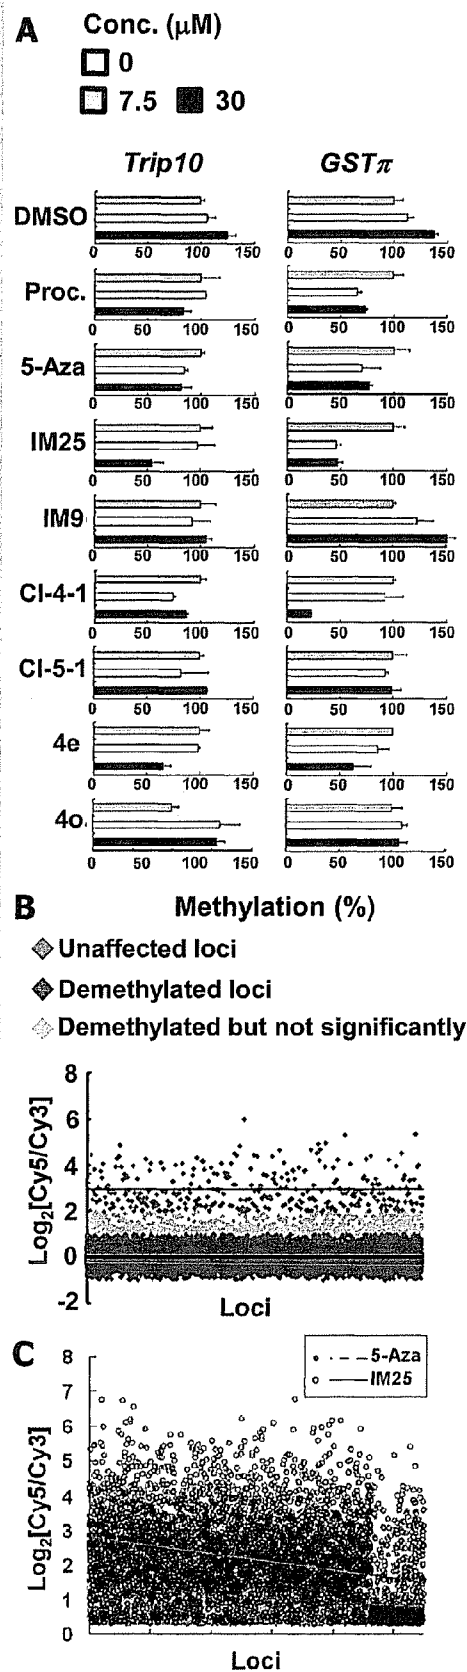 A
Conc. (μM)
0
7.5 30
Trip10 GSTπ
DMSO
0 50 100 150 0 50 100 150
Proc.
0 50 100 150 0 50 100 150
5-Aza
0 50 100 150 0 50 100 150
IM25
0 50 100 150 0 50 100 150
IM9
0 50 100 150 0 50 100 150
CI-4-1
0 50 100 150 0 50 100 150
CI-5-1
0 50 100 150 0 50 100 150
4e
0 50 100 150 0 50 100 150
4o
0 50 100 150 0 50 100 150
Methylation (%)
B
Unaffected loci
Demethylated loci
Demethylated but not significantly
Log2[Cy5/Cy3]
8
6
4
2
0
-2
Loci
C
5-Aza
IM25
Log2[Cy5/Cy3]
8
7
6
5
4
3
2
1
0
Loci